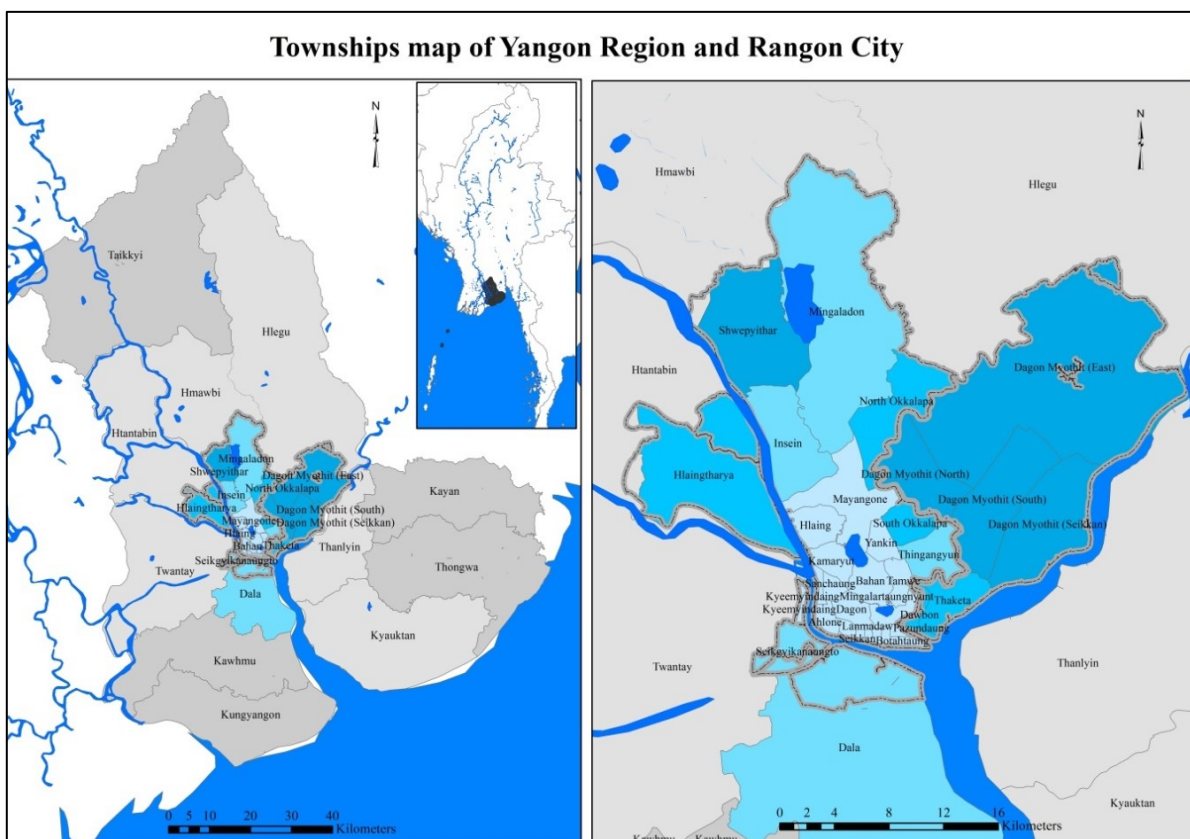 Townships map of Yangon Region and Rangon City
N
Taikkyi
Hlegu
Hmawbi
Htantabin
Mingaladon
Shwepyithar
Dagon Myothit (East)
Insein
North Okkalapa
Hlaingtharya
Dagon Myothit (South)
Mayangone
Dagon Myothit (Seikkan)
Hlaing
Bahan
Thaketa
Thanlyin
Kayan
Seikgyikanaungto
Twantay
Thongwa
Dala
Kyauktan
Kawhmu
Kungyangon
0 5 10 20 30 40
Kilometers
N
Hmawbi
Hlegu
Mingaladon
Shwepyithar
Dagon Myothit (East)
Htantabin
North Okkalapa
Insein
Hlaingtharya
Dagon Myothit (North)
Mayangone
Dagon Myothit (South)
Hlaing
South Okkalapa
Dagon Myothit (Seikkan)
Yankin
Thingangyun
Kamaryut
Sanchaung
Bahan
Tamwe
Kyeemyindaing
Mingalartaungnyunt
Thaketa
Kyeemyindaing
Dagon
Dawbon
Ahlone
Lanmadaw
Pazundaung
Seikkan
Botahtaung
Seikgyikanaungto
Twantay
Thanlyin
Dala
Kyauktan
0 2 4 8 12 16
Kilometers
Kawhmu
Kawhmu